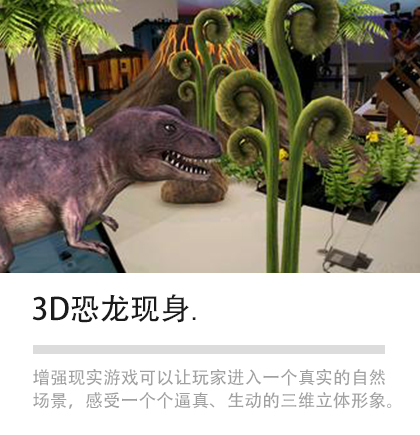 3D恐龙现身.
增强现实游戏可以让玩家进入一个真实的自然
场景，感受一个个逼真、生动的三维立体形象。